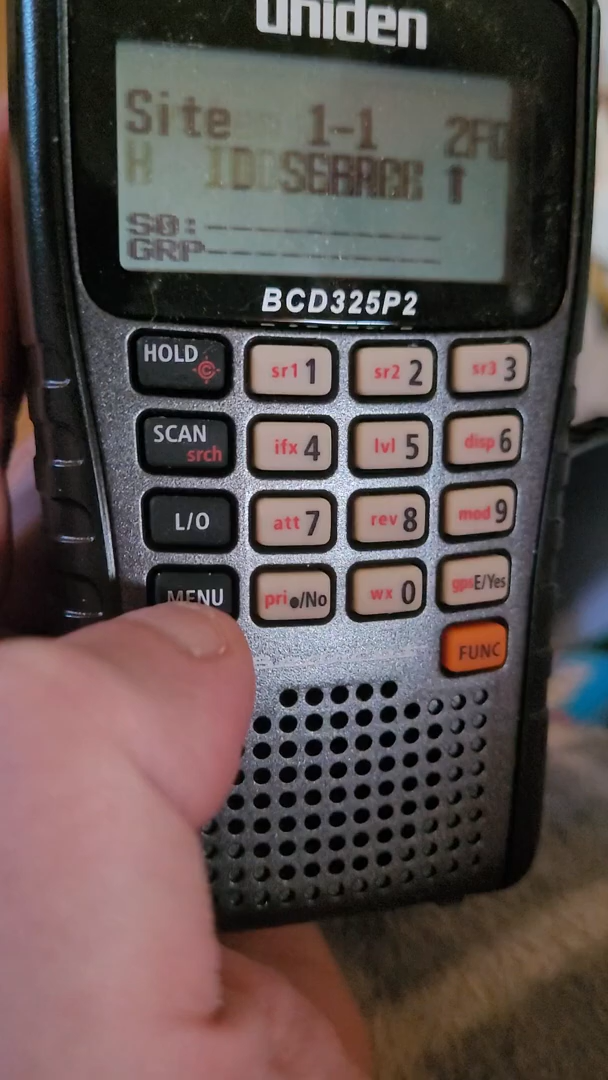 Uniden
Site 1-1
S0:----------
GRP----------
BCD325P2
HOLD C sr1 1 sr2 2 sr3 3
SCAN srch ifx 4 lvl 5 disp 6
L/O att 7 rev 8 mod 9
MENU pri ●/No wx 0 gps E/Yes
FUNC